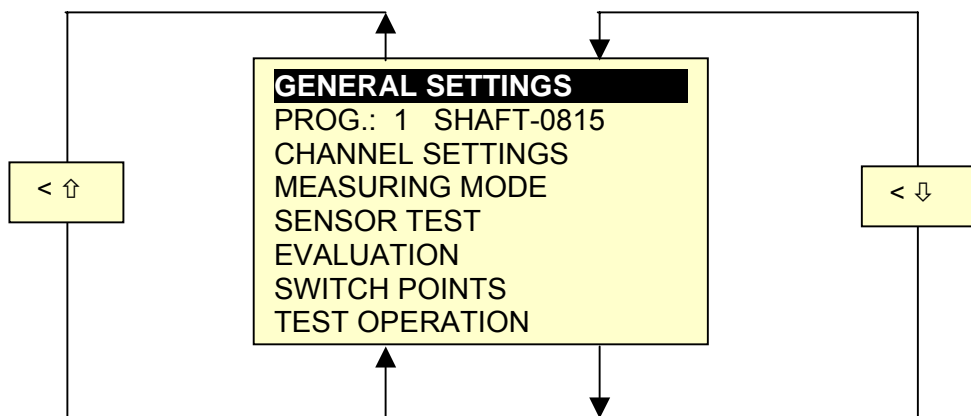 GENERAL SETTINGS
PROG.: 1 SHAFT-0815
CHANNEL SETTINGS
< ⇧
MEASURING MODE
< ⇩
SENSOR TEST
EVALUATION
SWITCH POINTS
TEST OPERATION